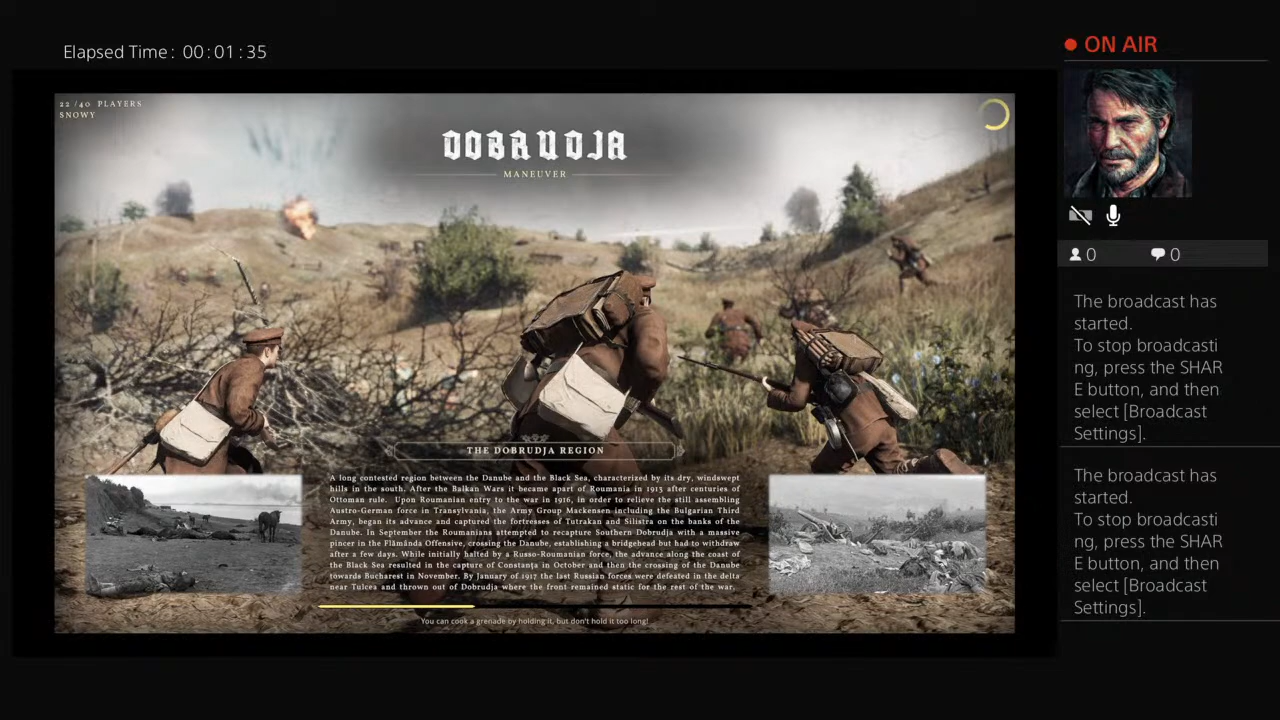 Elapsed Time: 00:01:35
ON AIR
22/40 PLAYERS
SNOWY
DOBRUDJA
MANEUVER
0 0
The broadcast has
started.
To stop broadcasti
ng, press the SHAR
E button, and then
select [Broadcast
Settings].
The broadcast has
started.
To stop broadcasti
ng, press the SHAR
E button, and then
select [Broadcast
Settings].
THE DOBRUDJA REGION
A long contested region between the Danube and the Black Sea, characterized by its dry, windswept
hills in the south. After the Balkan Wars it became apart of Roumania in 1913 after centuries of
Ottoman rule. Upon Roumanian entry to the war in 1916, in order to relieve the still assembling
Austro-German force in Transylvania, the Army Group Mackensen including the Bulgarian Third
Army, began its advance and captured the fortresses of Tutrakan and Silistra on the banks of the
Danube. In September the Roumanians attempted to recapture Southern Dobrudja with a massive
pincer in the Flămânda Offensive, crossing the Danube, establishing a bridgehead but had to withdraw
after a few days. While initially halted by a Russo-Roumanian force, the advance along the coast of
the Black Sea resulted in the capture of Constanța in October and then the crossing of the Danube
towards Bucharest in November. By January of 1917 the last Russian forces were defeated in the delta
near Tulcea and thrown out of Dobrudja where the front remained static for the rest of the war.
You can cook a grenade by holding it, but don't hold it too long!